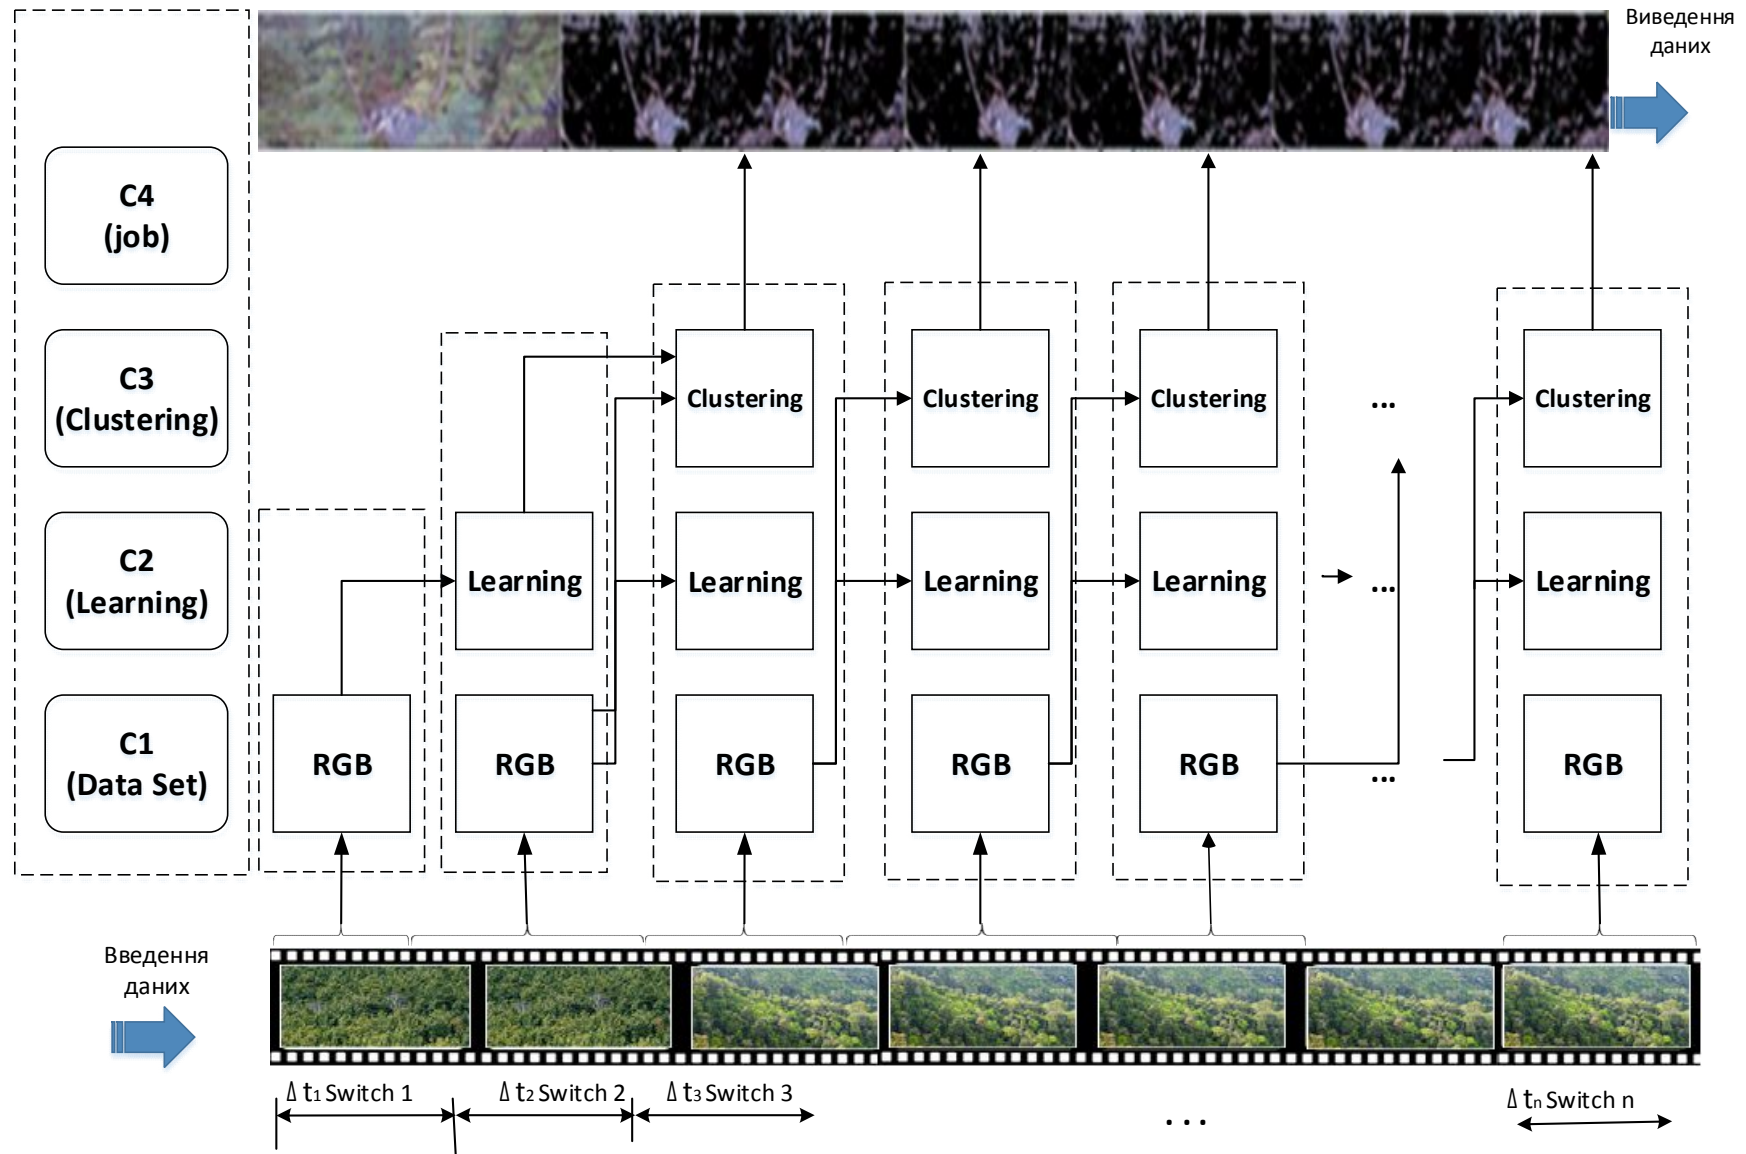 Виведення
даних
C4
(job)
C3
(Clustering)
Clustering
Clustering
Clustering
...
Clustering
C2
(Learning)
Learning
Learning
Learning
Learning
...
Learning
C1
(Data Set)
RGB
RGB
RGB
RGB
RGB
...
RGB
Введення
даних
Δ t1 Switch 1
Δ t2 Switch 2
Δ t3 Switch 3
...
Δ tn Switch n